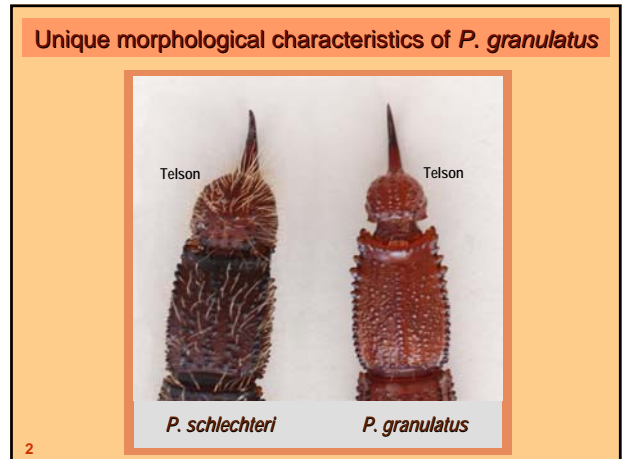 Unique morphological characteristics of P. granulatus
Telson
Telson
P. schlechteri
P. granulatus
2